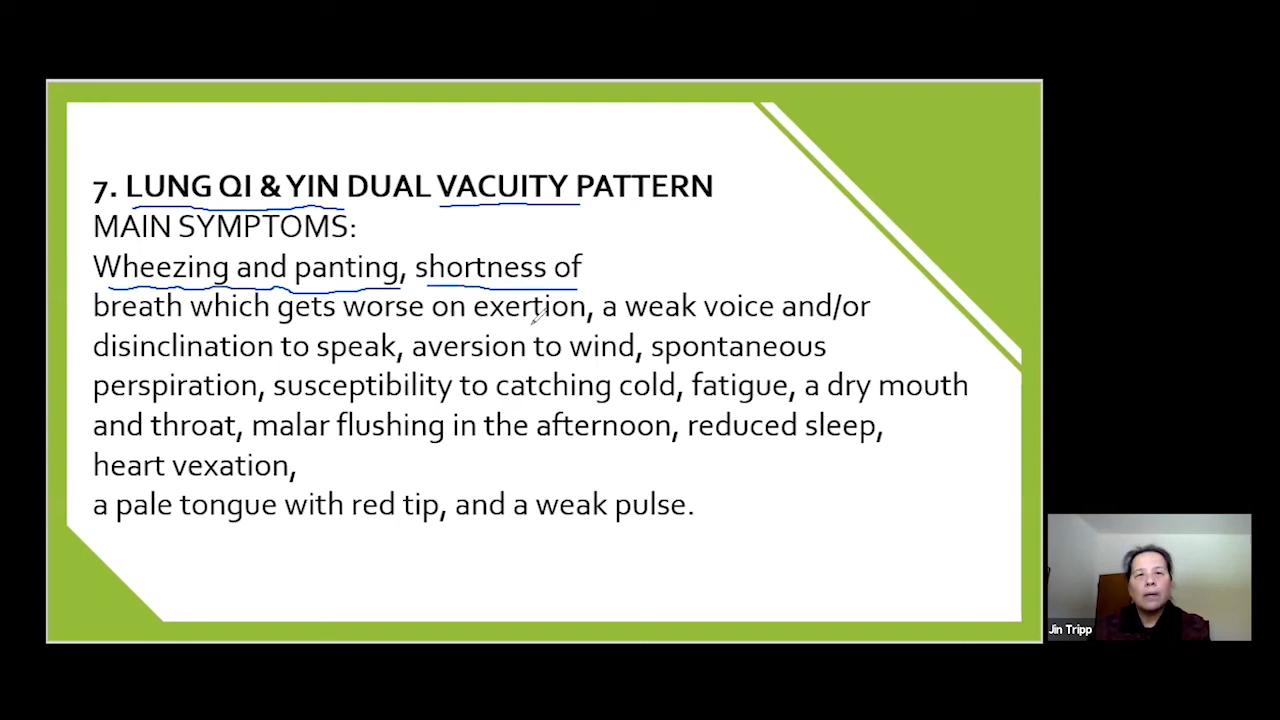 7. LUNG QI & YIN DUAL VACUITY PATTERN
MAIN SYMPTOMS:
Wheezing and panting, shortness of
breath which gets worse on exertion, a weak voice and/or
disinclination to speak, aversion to wind, spontaneous
perspiration, susceptibility to catching cold, fatigue, a dry mouth
and throat, malar flushing in the afternoon, reduced sleep,
heart vexation,
a pale tongue with red tip, and a weak pulse.
Jin Tripp